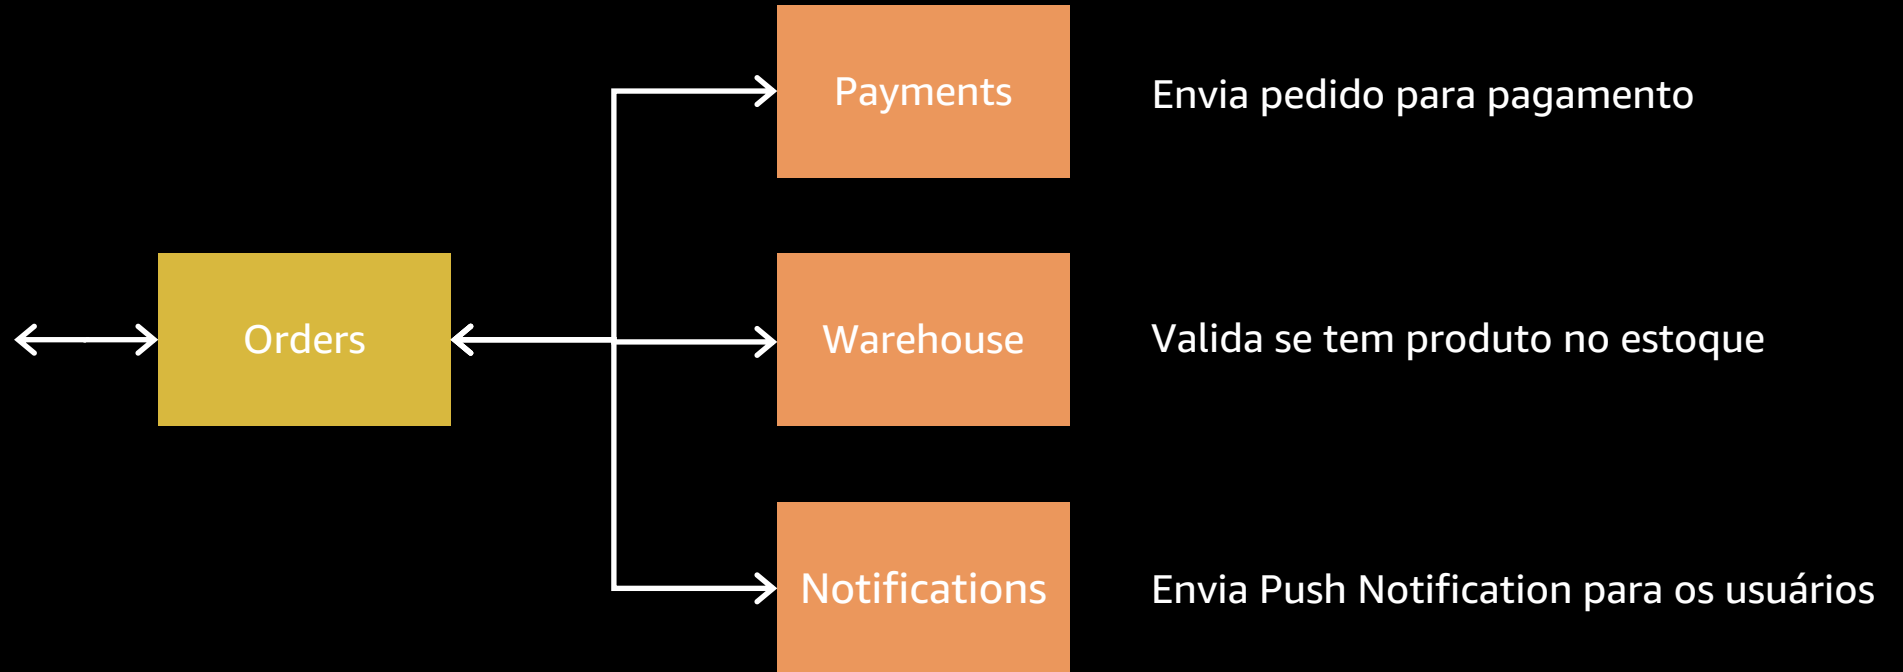 Payments
Envia pedido para pagamento
Orders
Warehouse
Valida se tem produto no estoque
Notifications
Envia Push Notification para os usuários